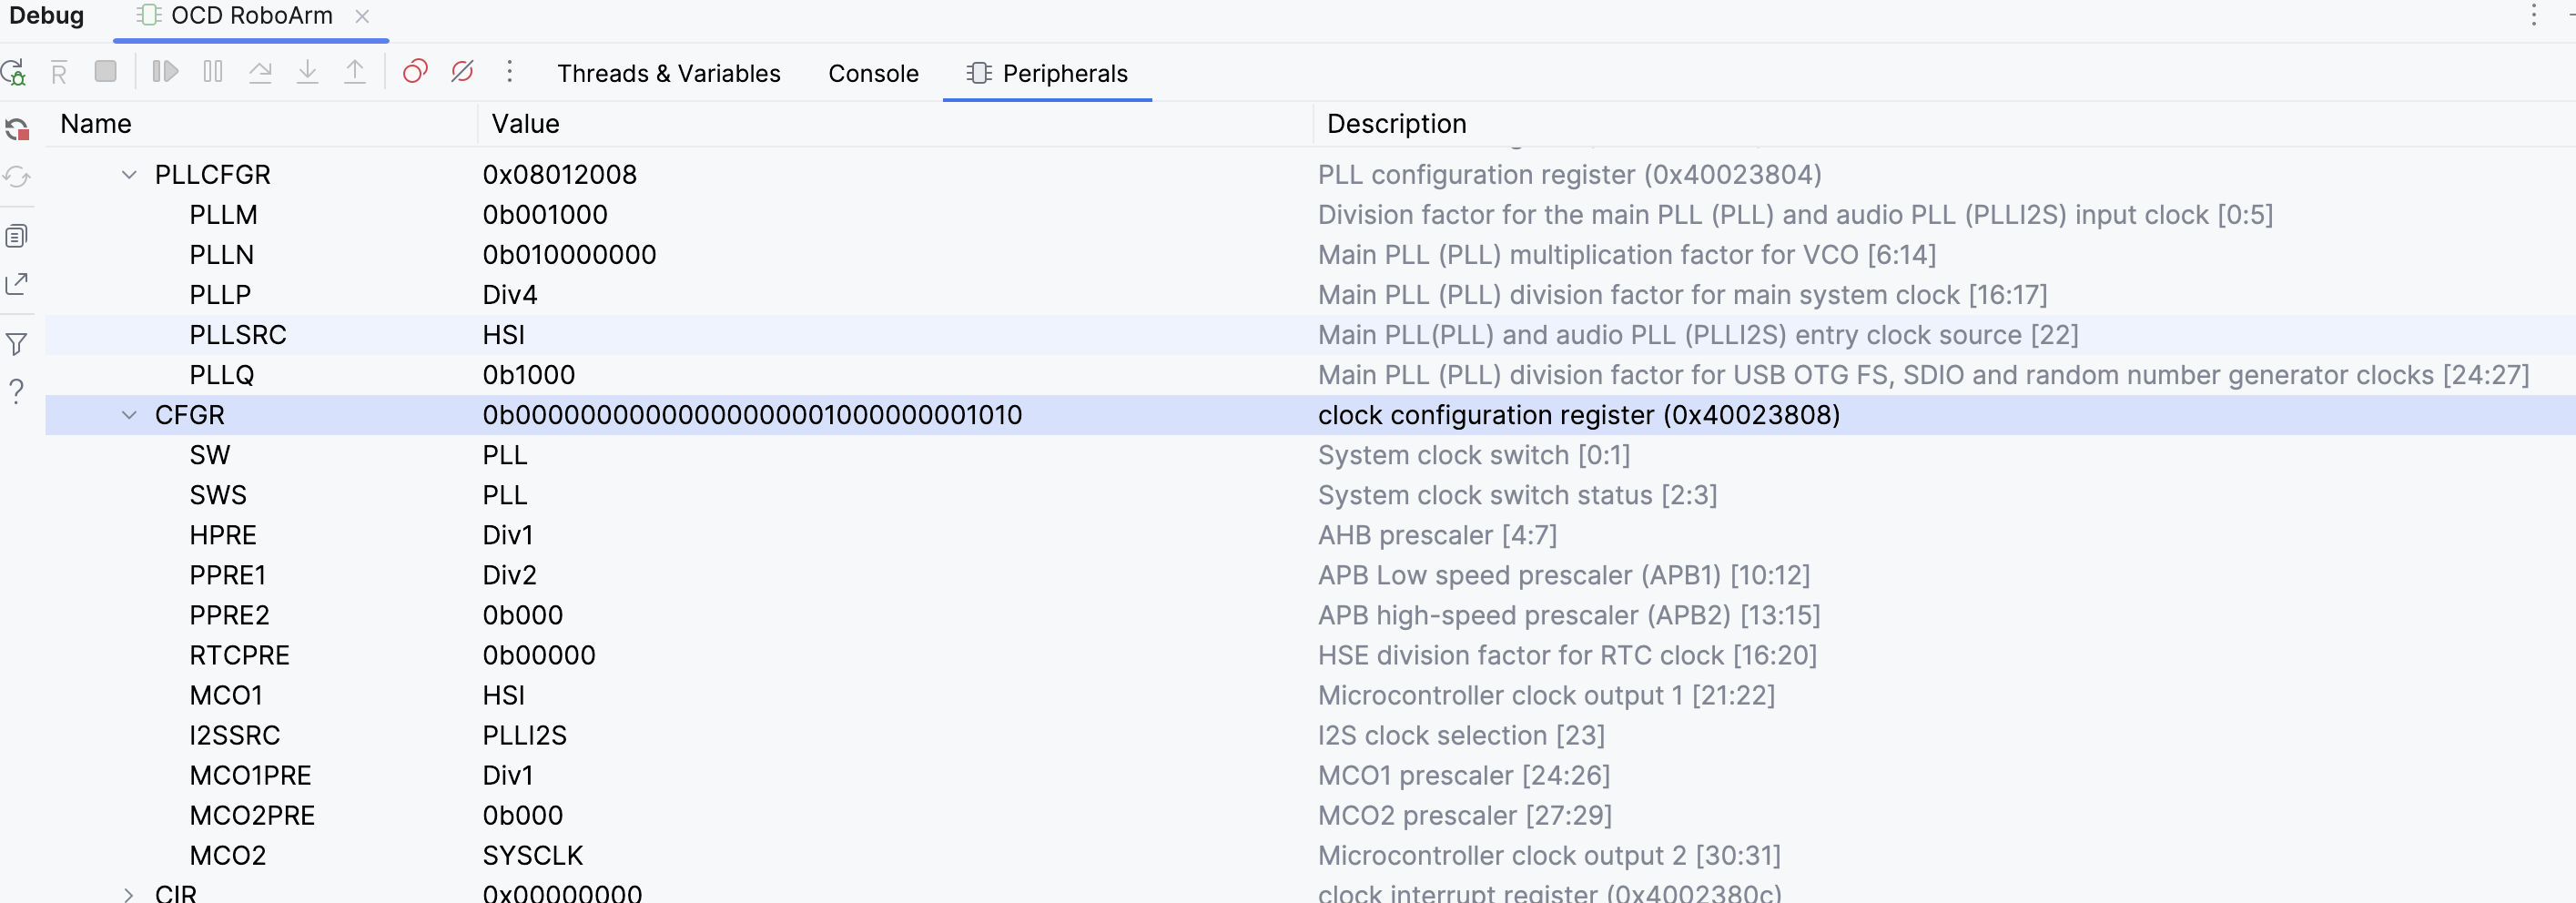 Debug OCD RoboArm
Threads & Variables Console Peripherals
Name Value Description
PLLCFGR 0x08012008 PLL configuration register (0x40023804)
PLLM 0b001000 Division factor for the main PLL (PLL) and audio PLL (PLLI2S) input clock [0:5]
PLLN 0b010000000 Main PLL (PLL) multiplication factor for VCO [6:14]
PLLP Div4 Main PLL (PLL) division factor for main system clock [16:17]
PLLSRC HSI Main PLL(PLL) and audio PLL (PLLI2S) entry clock source [22]
PLLQ 0b1000 Main PLL (PLL) division factor for USB OTG FS, SDIO and random number generator clocks [24:27]
CFGR 0b00000000000000000001000000001010 clock configuration register (0x40023808)
SW PLL System clock switch [0:1]
SWS PLL System clock switch status [2:3]
HPRE Div1 AHB prescaler [4:7]
PPRE1 Div2 APB Low speed prescaler (APB1) [10:12]
PPRE2 0b000 APB high-speed prescaler (APB2) [13:15]
RTCPRE 0b00000 HSE division factor for RTC clock [16:20]
MCO1 HSI Microcontroller clock output 1 [21:22]
I2SSRC PLLI2S I2S clock selection [23]
MCO1PRE Div1 MCO1 prescaler [24:26]
MCO2PRE 0b000 MCO2 prescaler [27:29]
MCO2 SYSCLK Microcontroller clock output 2 [30:31]
CIR 0x00000000 clock interrupt register (0x4002380c)